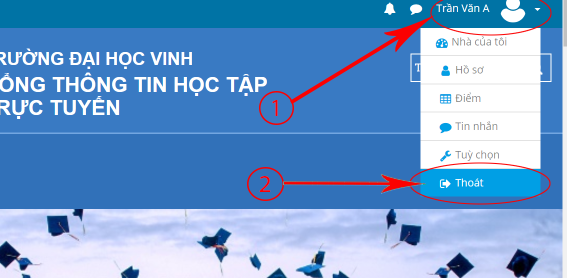 Trần Văn A
1
Nhà của tôi
RƯỜNG ĐẠI HỌC VINH
Hồ sơ
ỔNG THÔNG TIN HỌC TẬP
RỰC TUYẾN
Điểm
Tin nhắn
Tuỳ chọn
2
Thoát